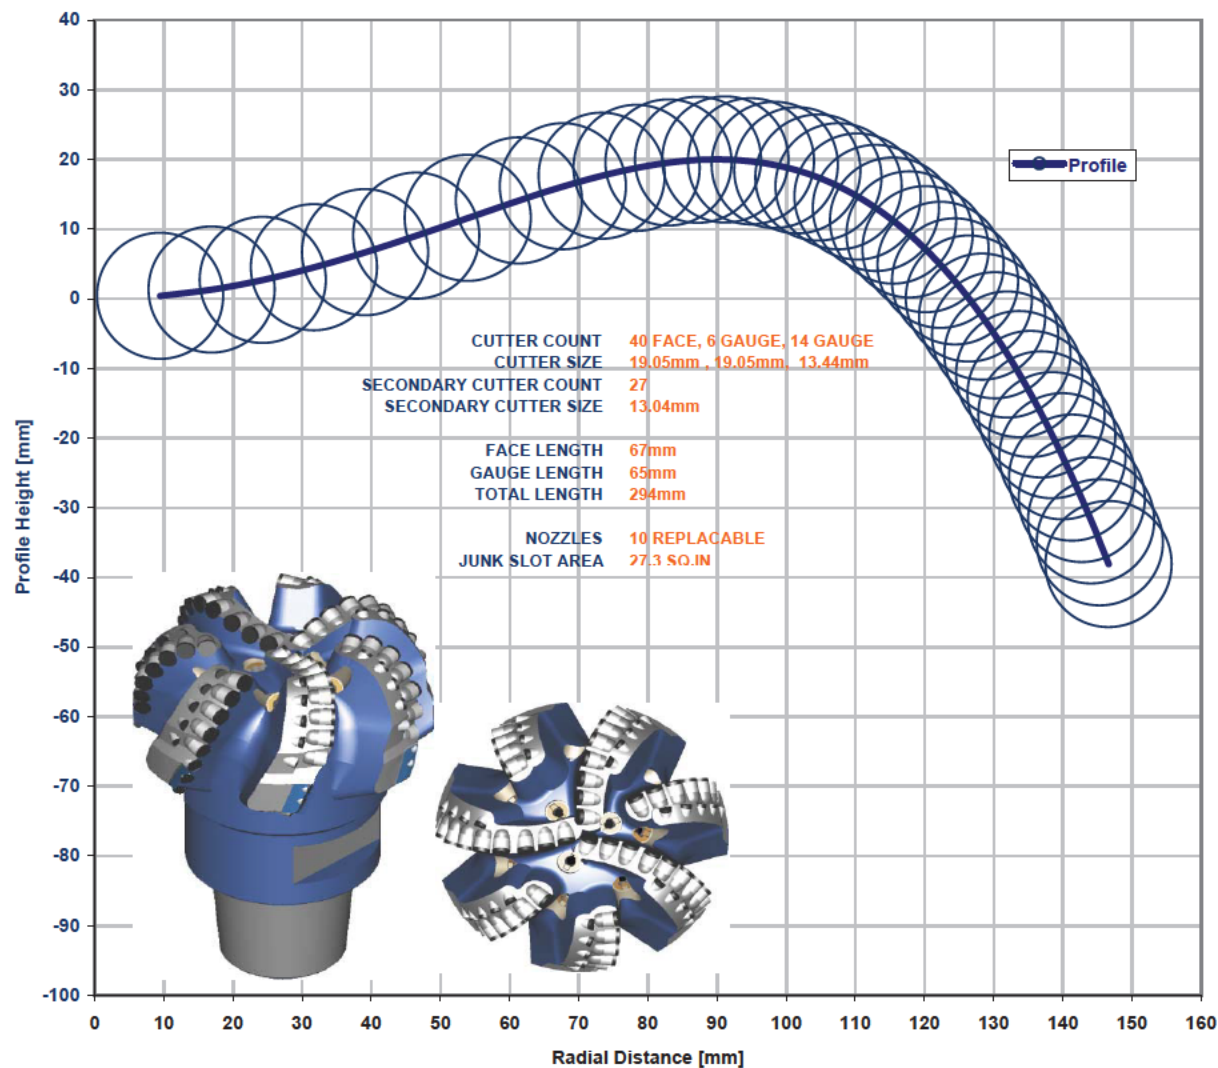 40
30
20
10
0
-10
-20
-30
-40
-50
-60
-70
-80
-90
-100
Profile Height [mm]
Profile
CUTTER COUNT 40 FACE, 6 GAUGE, 14 GAUGE
CUTTER SIZE 19.05mm , 19.05mm, 13.44mm
SECONDARY CUTTER COUNT 27
SECONDARY CUTTER SIZE 13.04mm
FACE LENGTH 67mm
GAUGE LENGTH 65mm
TOTAL LENGTH 294mm
NOZZLES 10 REPLACABLE
JUNK SLOT AREA 27.3 SQ.IN
0 10 20 30 40 50 60 70 80 90 100 110 120 130 140 150 160
Radial Distance [mm]